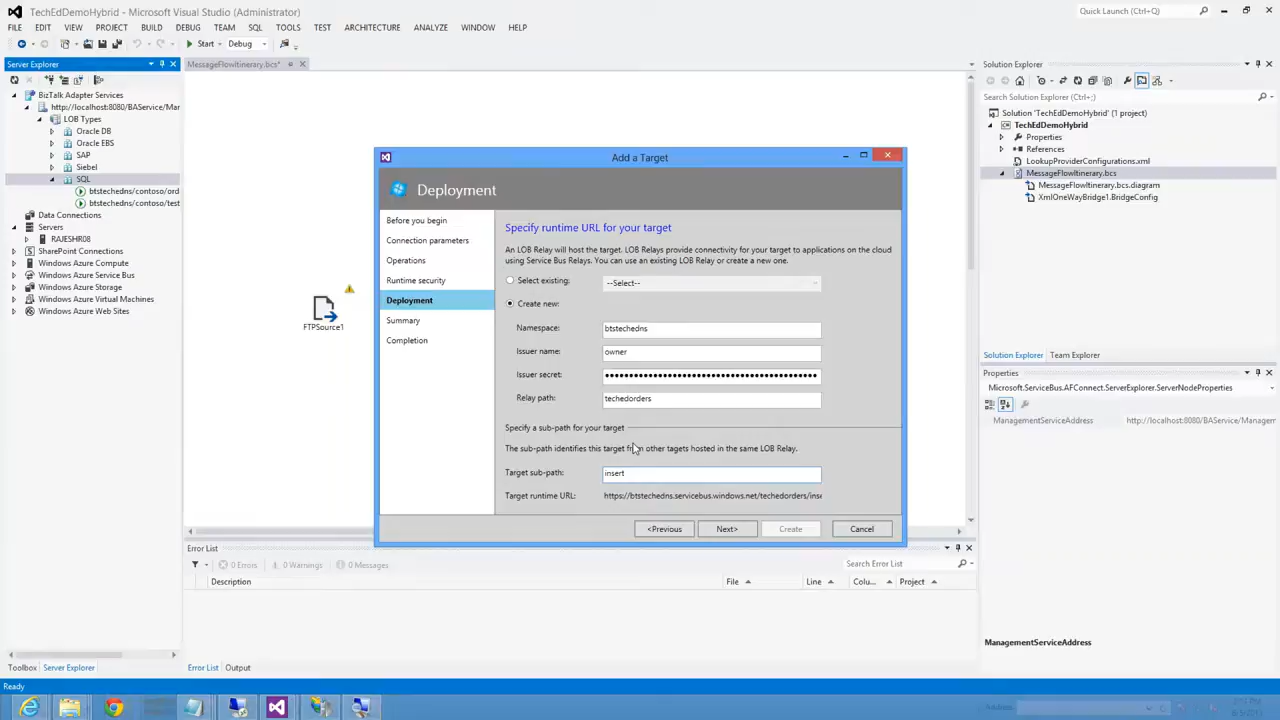 TechEdDemoHybrid - Microsoft Visual Studio (Administrator)
Quick Launch (Ctrl+Q)
FILE EDIT VIEW PROJECT BUILD DEBUG TEAM SQL TOOLS TEST ARCHITECTURE ANALYZE WINDOW HELP
Start Debug
Server Explorer
BizTalk Adapter Services
http://localhost:8080/BAService/Mar
LOB Types
Oracle DB
Oracle EBS
SAP
Siebel
SQL
btstechedns/contoso/ord
btstechedns/contoso/test
Data Connections
Servers
RAJESHR08
SharePoint Connections
Windows Azure Compute
Windows Azure Service Bus
Windows Azure Storage
Windows Azure Virtual Machines
Windows Azure Web Sites
Toolbox Server Explorer
MessageFlowItinerary.bcs*
FTPSource1
Add a Target
Deployment
Before you begin
Connection parameters
Operations
Runtime security
Deployment
Summary
Completion
Specify runtime URL for your target
An LOB Relay will host the target. LOB Relays provide connectivity for your target to applications on the cloud
using Service Bus Relays. You can use an existing LOB Relay or create a new one.
Select existing: --Select--
Create new:
Namespace: btstechedns
Issuer name: owner
Issuer secret:
Relay path: techedorders
Specify a sub-path for your target
The sub-path identifies this target from other tagets hosted in the same LOB Relay.
Target sub-path: insert
Target runtime URL: https://btstechedns.servicebus.windows.net/techedorders/inse
<Previous Next> Create Cancel
Error List
0 Errors 0 Warnings 0 Messages
Search Error List
Description File Line Colu... Project
Error List Output
Solution Explorer
Search Solution Explorer (Ctrl+;)
Solution 'TechEdDemoHybrid' (1 project)
TechEdDemoHybrid
Properties
References
LookupProviderConfigurations.xml
MessageFlowItinerary.bcs
MessageFlowItinerary.bcs.diagram
XmlOneWayBridge1.BridgeConfig
Solution Explorer Team Explorer
Properties
Microsoft.ServiceBus.AFConnect.ServerExplorer.ServerNodeProperties
ManagementServiceAddress http://localhost:8080/BAService/Managem
ManagementServiceAddress
Ready